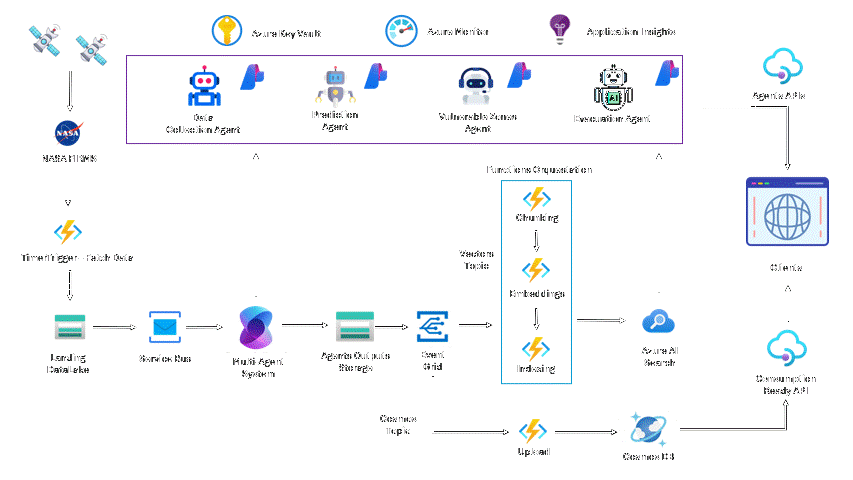 Azure Key Vault
Azure Monitor
Application Insights
Data
Collection Agent
Prediction
Agent
Vulnerable Zones
Agent
Evacuation Agent
Agents APIs
NASA
NASA FIRMS
Functions Orquestation
Chunking
Vectors
Topic
Embeddings
Indexing
Timer Trigger - Fetch Data
Clients
Landing
Datalake
Service Bus
Multi Agent
System
Agents Outputs
Storage
Event
Grid
Azure AI
Search
Consumption
Ready API
Cosmos
Topic
Upload
Cosmos DB